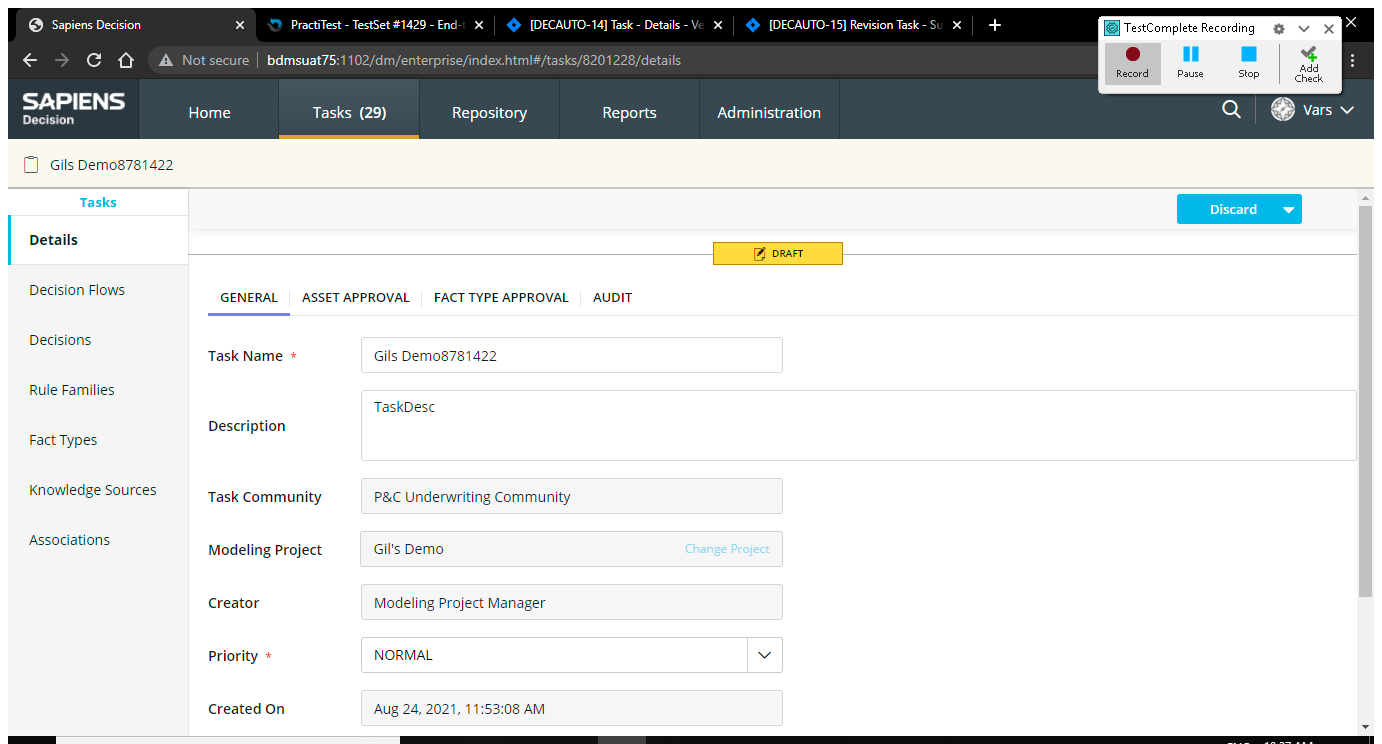 Sapiens Decision
PractiTest - TestSet #1429 - End-t
[DECAUTO-14] Task - Details - Ve
[DECAUTO-15] Revision Task - Su
TestComplete Recording
Record
Pause
Stop
Add Check
Not secure
bdmsuat75:1102/dm/enterprise/index.html#/tasks/8201228/details
SAPIENS
Decision
Home
Tasks (29)
Repository
Reports
Administration
Vars
Gils Demo8781422
Tasks
Discard
Details
DRAFT
Decision Flows
Decisions
Rule Families
Fact Types
Knowledge Sources
Associations
GENERAL
ASSET APPROVAL
FACT TYPE APPROVAL
AUDIT
Task Name *
Gils Demo8781422
Description
TaskDesc
Task Community
P&C Underwriting Community
Modeling Project
Gil's Demo
Change Project
Creator
Modeling Project Manager
Priority *
NORMAL
Created On
Aug 24, 2021, 11:53:08 AM